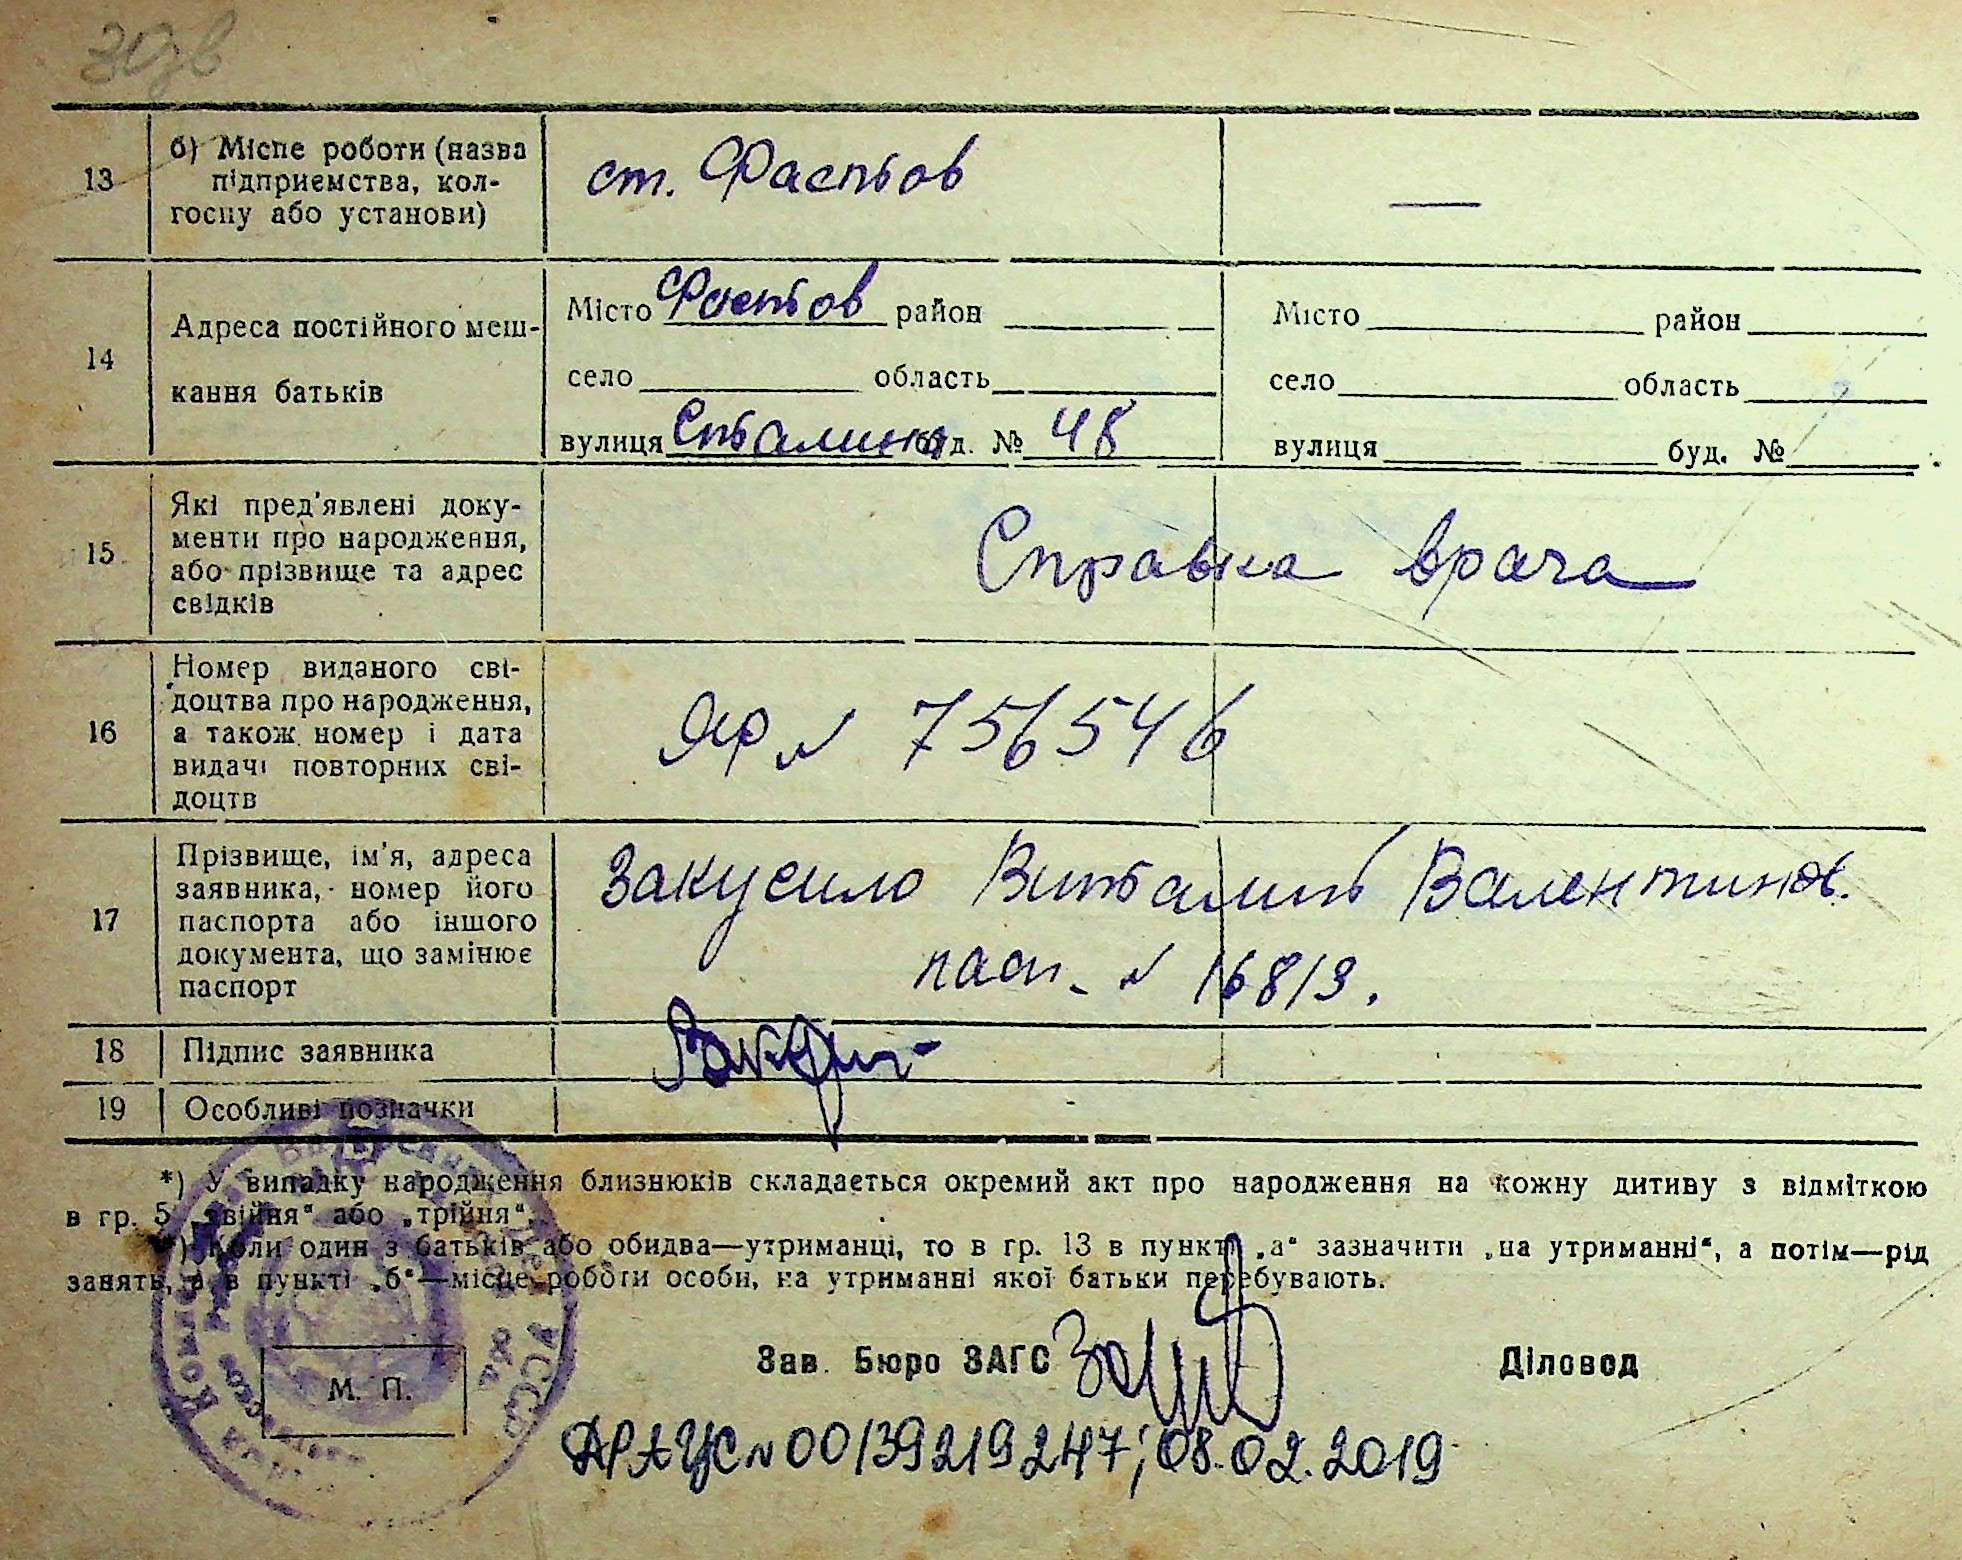 13
б) Місце роботи (назва
підприємства, кол-
госпу або установи)
ст. Фастов
—
14
Адреса постійного меш-
кання батьків
Місто Фастов район
село область
вулиця Сталина буд. № 48
Місто район
село область
вулиця буд. №
15
Які пред'явлені доку-
менти про народження,
або прізвище та адрес
свідків
Справка врача
16
Номер виданого сві-
доцтва про народження,
а також номер і дата
видачі повторних сві-
доцтв
ЯФ № 756546
17
Прізвище, ім'я, адреса
заявника, номер його
паспорта або іншого
документа, що замінює
паспорт
Закусило Виталий Валентинов.
пасп. № 16819.
18 Підпис заявника
19 Особливі позначки
*) У випадку народження близнюків складається окремий акт про народження на кожну дитину з відміткою
в гр. 5 „двійня“ або „трійня“.
*) Коли один з батьків або обидва—утриманці, то в гр. 13 в пункті „а“ зазначити „на утриманні“, а потім—рід
занять, а в пункті „б“—місце роботи особи, на утриманні якої батьки перебувають.
Зав. Бюро ЗАГС
Діловод
М. П.
ДРАЦС № 00139219247; 08.02.2019